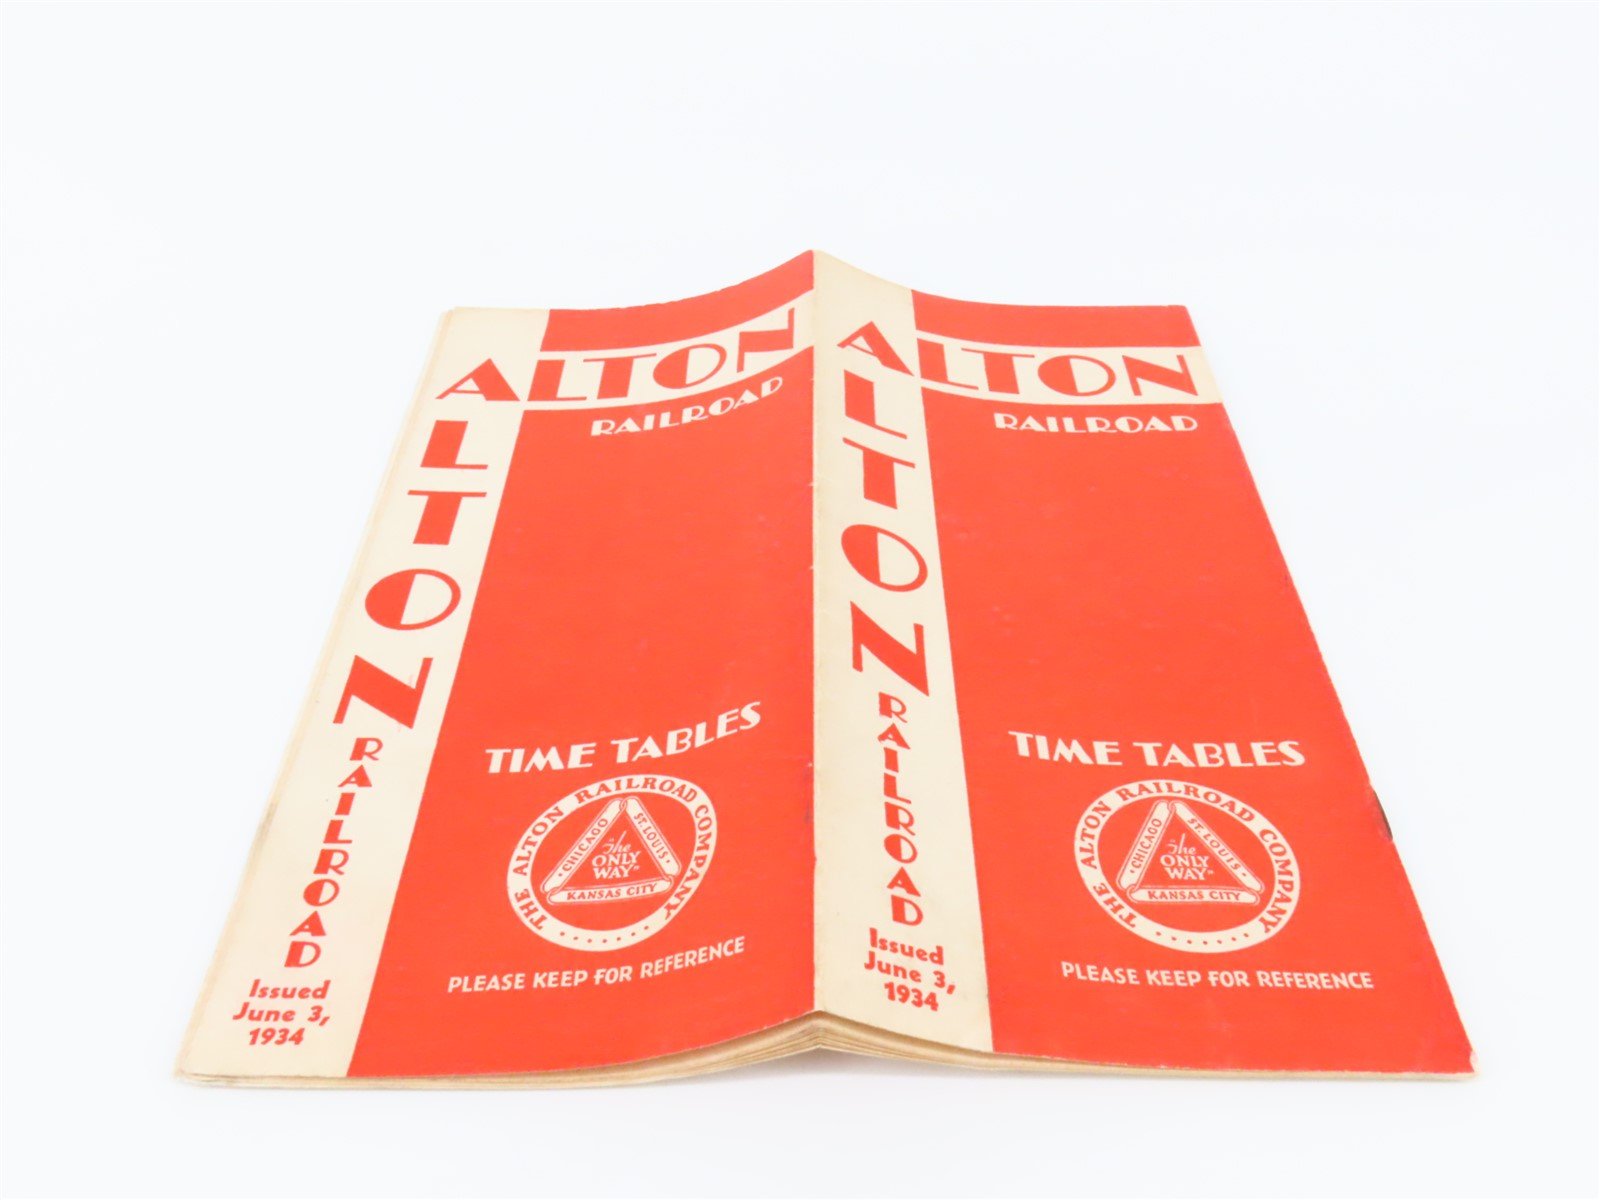 ALTON
RAILROAD
ALTON
RAILROAD
Issued
June 3,
1934
TIME TABLES
THE ALTON RAILROAD COMPANY
CHICAGO
ST. LOUIS
KANSAS CITY
"The
ONLY
WAY"
PLEASE KEEP FOR REFERENCE
ALTON
RAILROAD
ALTON
RAILROAD
Issued
June 3,
1934
TIME TABLES
THE ALTON RAILROAD COMPANY
CHICAGO
ST. LOUIS
KANSAS CITY
"The
ONLY
WAY"
PLEASE KEEP FOR REFERENCE